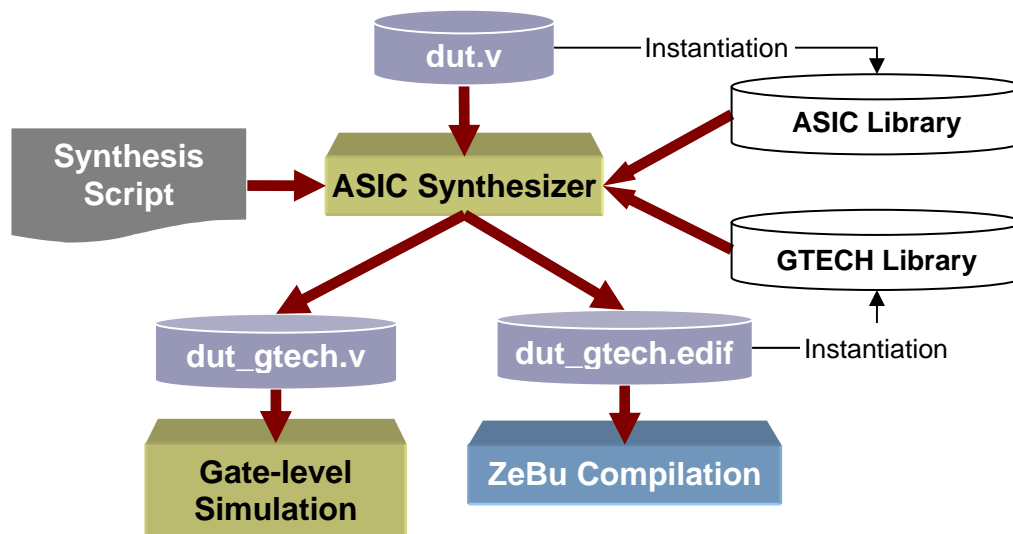 dut.v
Instantiation
ASIC Library
Synthesis
Script
ASIC Synthesizer
GTECH Library
dut_gtech.v
dut_gtech.edif
Instantiation
Gate-level
Simulation
ZeBu Compilation